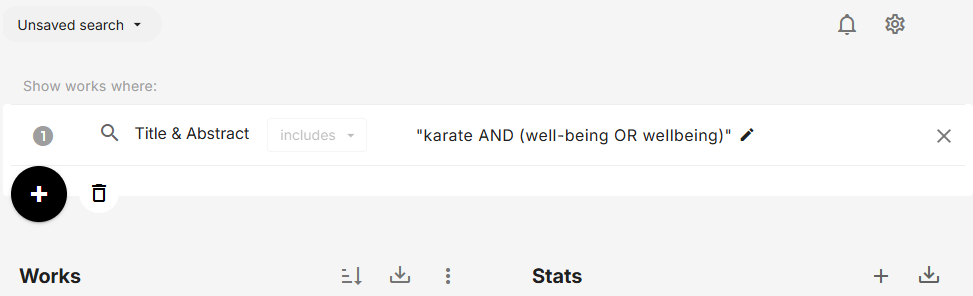 Unsaved search
Show works where:
1 Title & Abstract includes "karate AND (well-being OR wellbeing)"
Works Stats